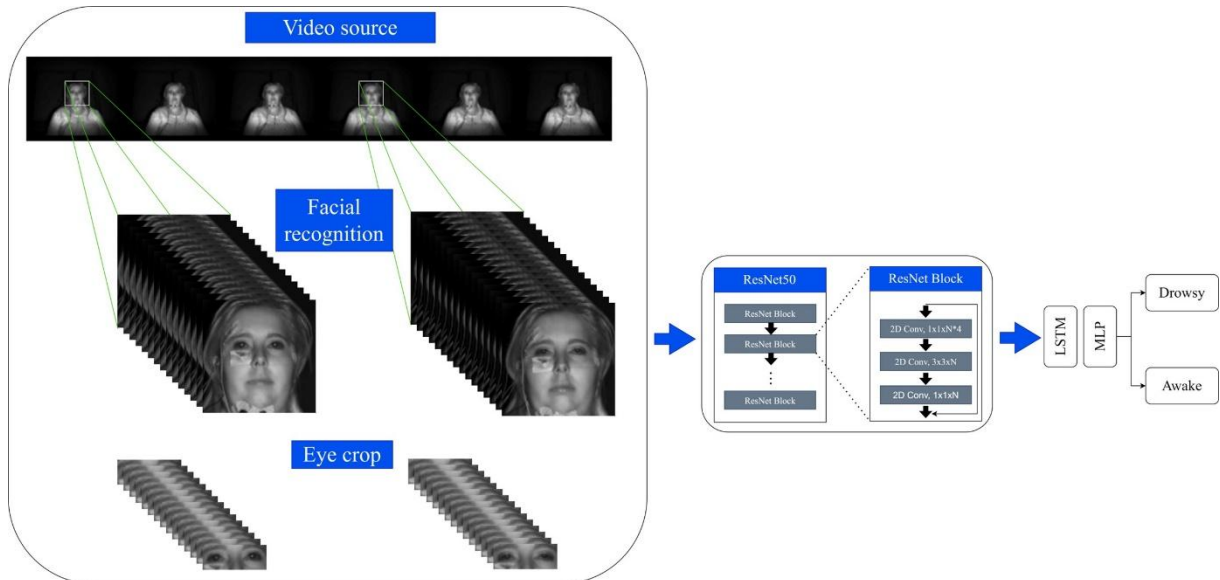 Video source
Facial
recognition
Eye crop
ResNet50
ResNet Block
ResNet Block
⋮
ResNet Block
ResNet Block
2D Conv, 1x1xN*4
2D Conv, 3x3xN
2D Conv, 1x1xN
LSTM
MLP
Drowsy
Awake